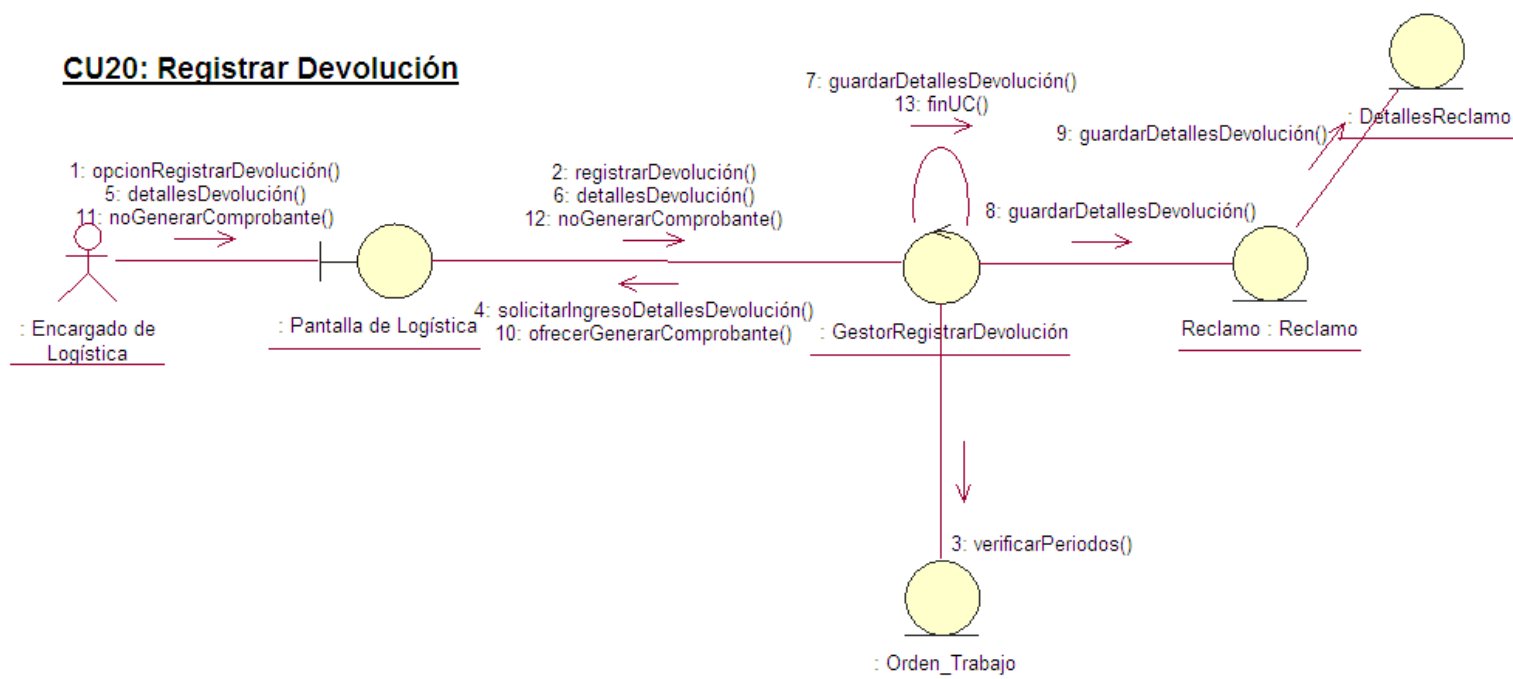 CU20: Registrar Devolución
7: guardarDetallesDevolución()
13: finUC()
: DetallesReclamo
9: guardarDetallesDevolución()
1: opcionRegistrarDevolución()
5: detallesDevolución()
11: noGenerarComprobante()
2: registrarDevolución()
6: detallesDevolución()
12: noGenerarComprobante()
8: guardarDetallesDevolución()
4: solicitarIngresoDetallesDevolución()
10: ofrecerGenerarComprobante()
: Encargado de
Logística
: Pantalla de Logística
: GestorRegistrarDevolución
Reclamo : Reclamo
3: verificarPeriodos()
: Orden_Trabajo